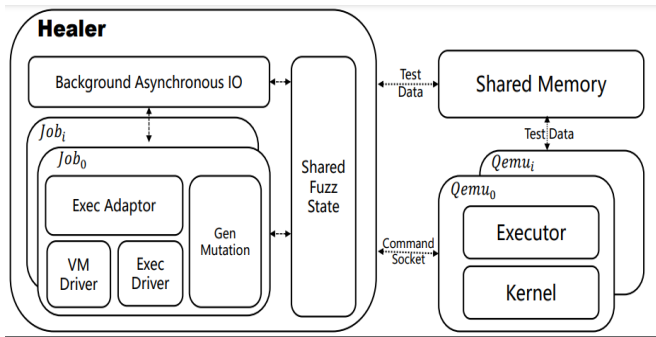 Healer
Background Asynchronous IO
Job_i
Job_0
Exec Adaptor
VM
Driver
Exec
Driver
Gen
Mutation
Shared
Fuzz
State
Test
Data
Shared Memory
Test Data
Qemu_i
Qemu_0
Command
Socket
Executor
Kernel